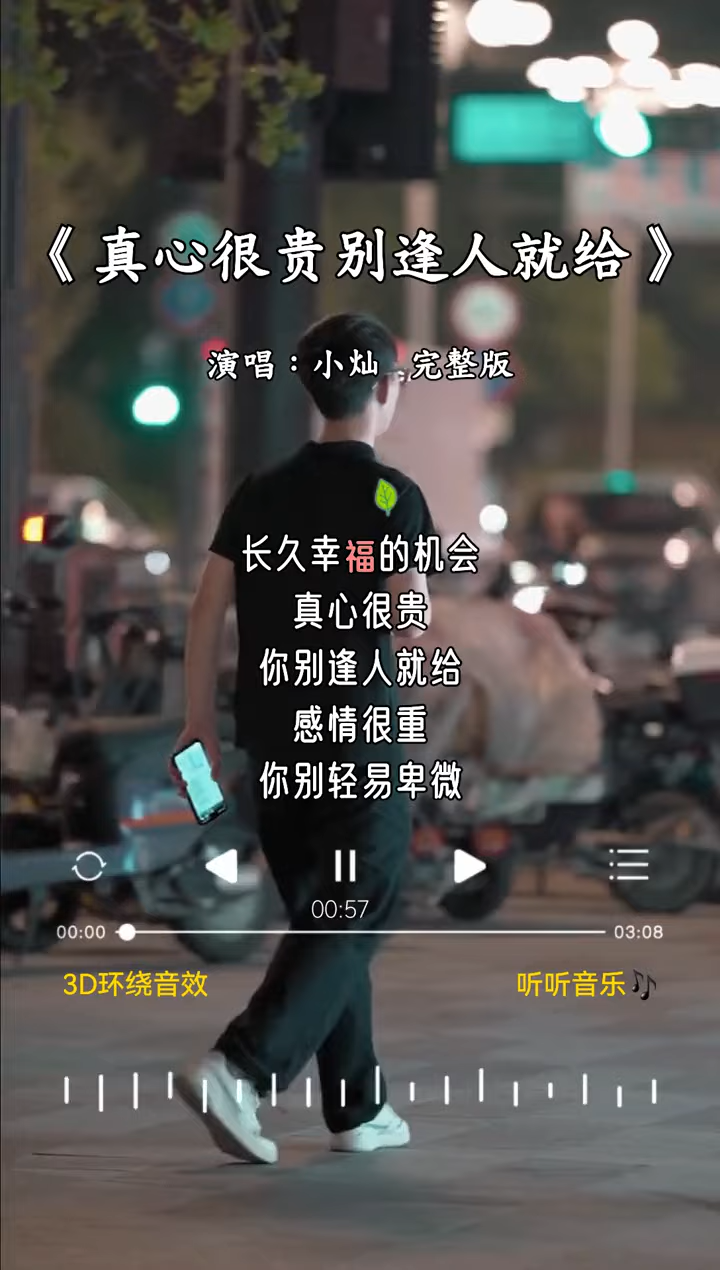 《真心很贵别逢人就给》
演唱：小灿 完整版
长久幸福的机会
真心很贵
你别逢人就给
感情很重
你别轻易卑微
00:57
00:00 03:08
3D环绕音效 听听音乐🎶